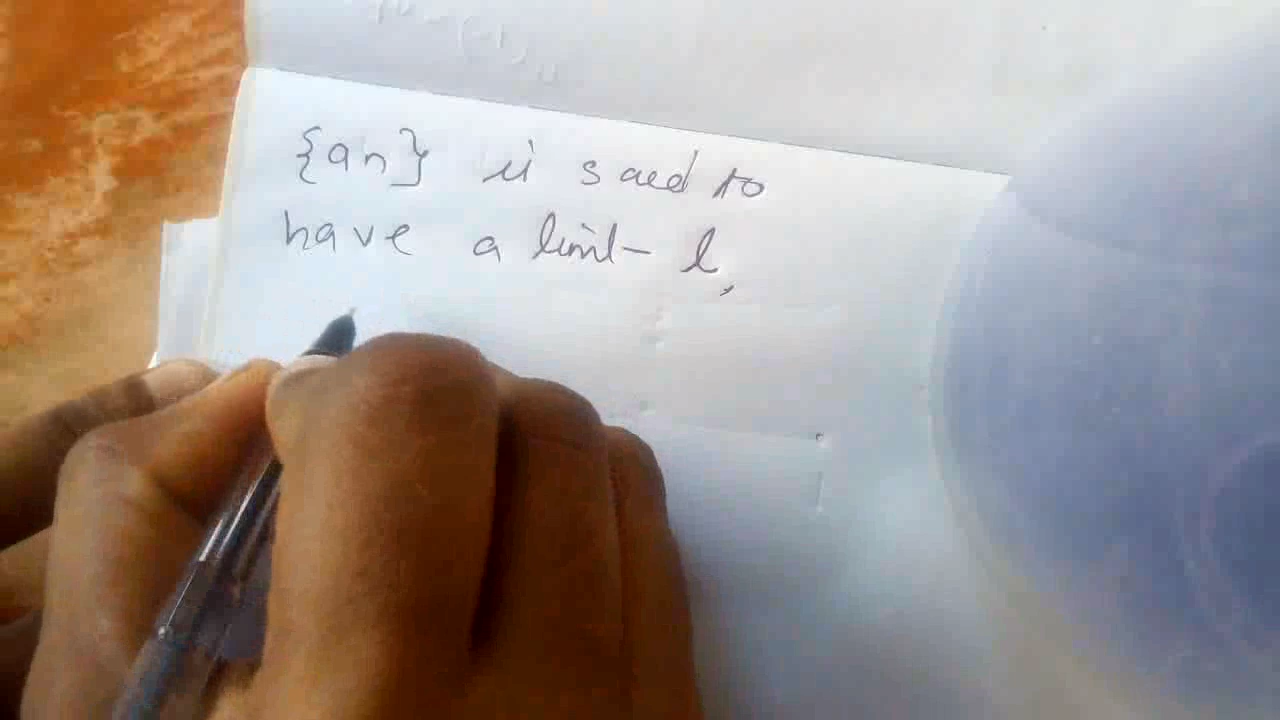 {an} is said to
have a limit l,